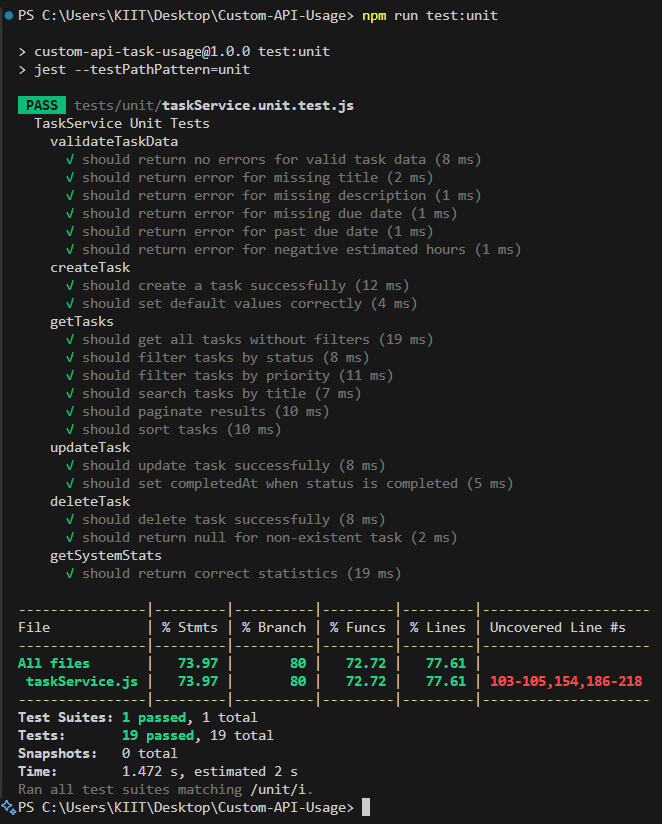 PS C:\Users\KIIT\Desktop\Custom-API-Usage> npm run test:unit
> custom-api-task-usage@1.0.0 test:unit
> jest --testPathPattern=unit
PASS tests/unit/taskService.unit.test.js
TaskService Unit Tests
validateTaskData
√ should return no errors for valid task data (8 ms)
√ should return error for missing title (2 ms)
√ should return error for missing description (1 ms)
√ should return error for missing due date (1 ms)
√ should return error for past due date (1 ms)
√ should return error for negative estimated hours (1 ms)
createTask
√ should create a task successfully (12 ms)
√ should set default values correctly (4 ms)
getTasks
√ should get all tasks without filters (19 ms)
√ should filter tasks by status (8 ms)
√ should filter tasks by priority (11 ms)
√ should search tasks by title (7 ms)
√ should paginate results (10 ms)
√ should sort tasks (10 ms)
updateTask
√ should update task successfully (8 ms)
√ should set completedAt when status is completed (5 ms)
deleteTask
√ should delete task successfully (8 ms)
√ should return null for non-existent task (2 ms)
getSystemStats
√ should return correct statistics (19 ms)
----------------|---------|----------|---------|---------|---------------------
File            | % Stmts | % Branch | % Funcs | % Lines | Uncovered Line #s
----------------|---------|----------|---------|---------|---------------------
All files       |   73.97 |       80 |   72.72 |   77.61 |
 taskService.js |   73.97 |       80 |   72.72 |   77.61 | 103-105,154,186-218
----------------|---------|----------|---------|---------|---------------------
Test Suites: 1 passed, 1 total
Tests:       19 passed, 19 total
Snapshots:   0 total
Time:        1.472 s, estimated 2 s
Ran all test suites matching /unit/i.
PS C:\Users\KIIT\Desktop\Custom-API-Usage>